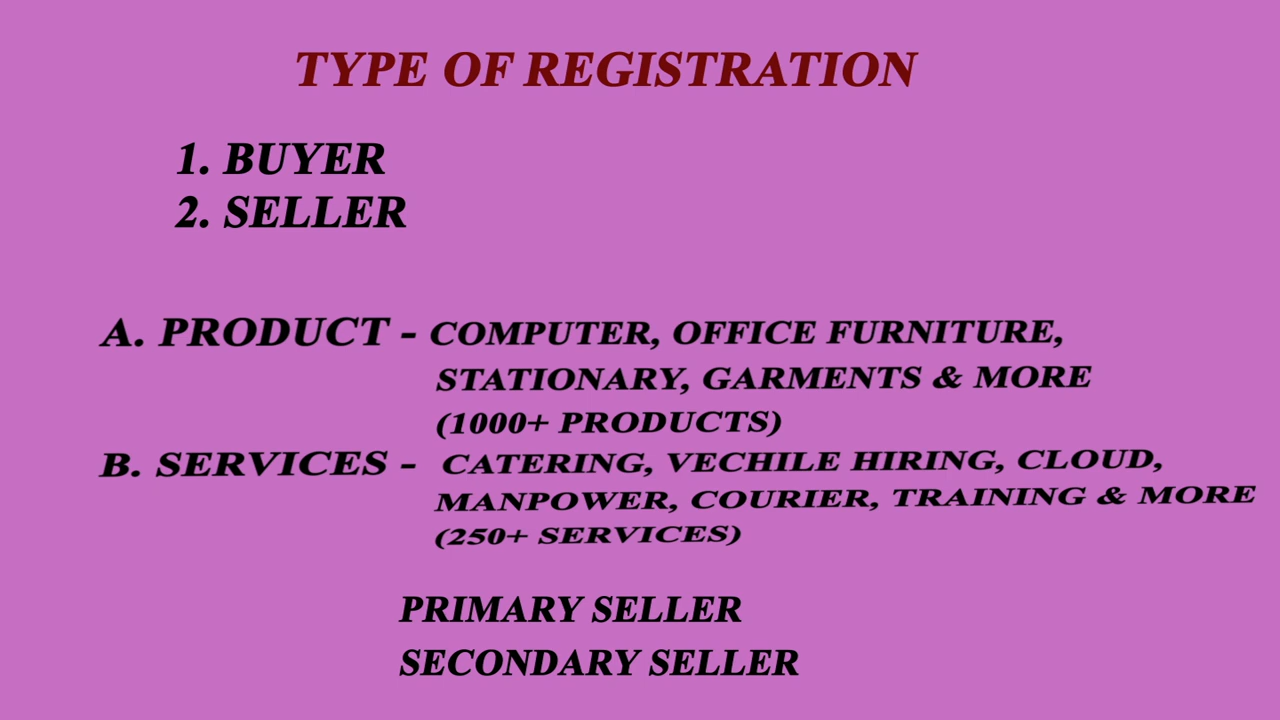 TYPE OF REGISTRATION
1. BUYER
2. SELLER
A. PRODUCT - COMPUTER, OFFICE FURNITURE,
STATIONARY, GARMENTS & MORE
(1000+ PRODUCTS)
B. SERVICES - CATERING, VECHILE HIRING, CLOUD,
MANPOWER, COURIER, TRAINING & MORE
(250+ SERVICES)
PRIMARY SELLER
SECONDARY SELLER